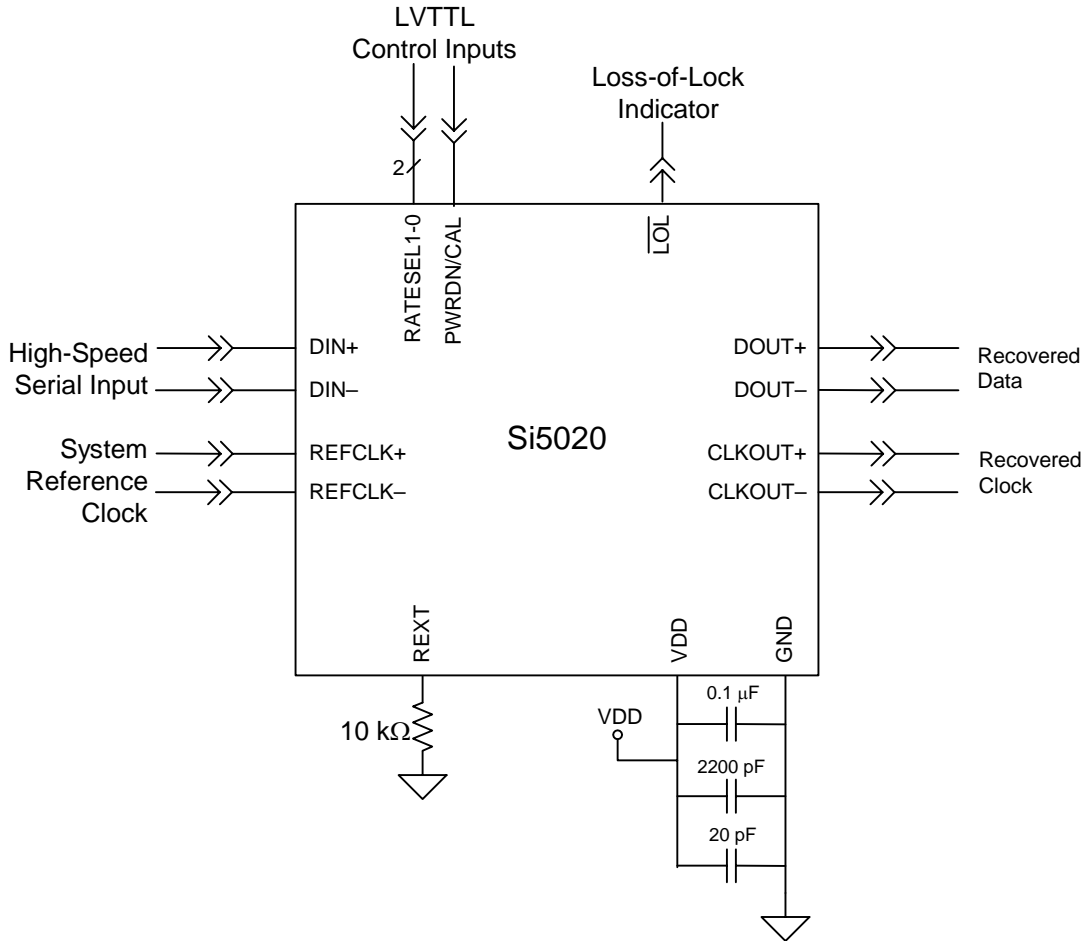 LVTTL
Control Inputs
Loss-of-Lock
Indicator
2
RATESEL1-0
PWRDN/CAL
LOL
High-Speed
Serial Input
DIN+
DIN–
System
Reference
Clock
REFCLK+
REFCLK–
Si5020
DOUT+
DOUT–
Recovered
Data
CLKOUT+
CLKOUT–
Recovered
Clock
REXT
VDD
GND
10 kΩ
VDD
0.1 μF
2200 pF
20 pF